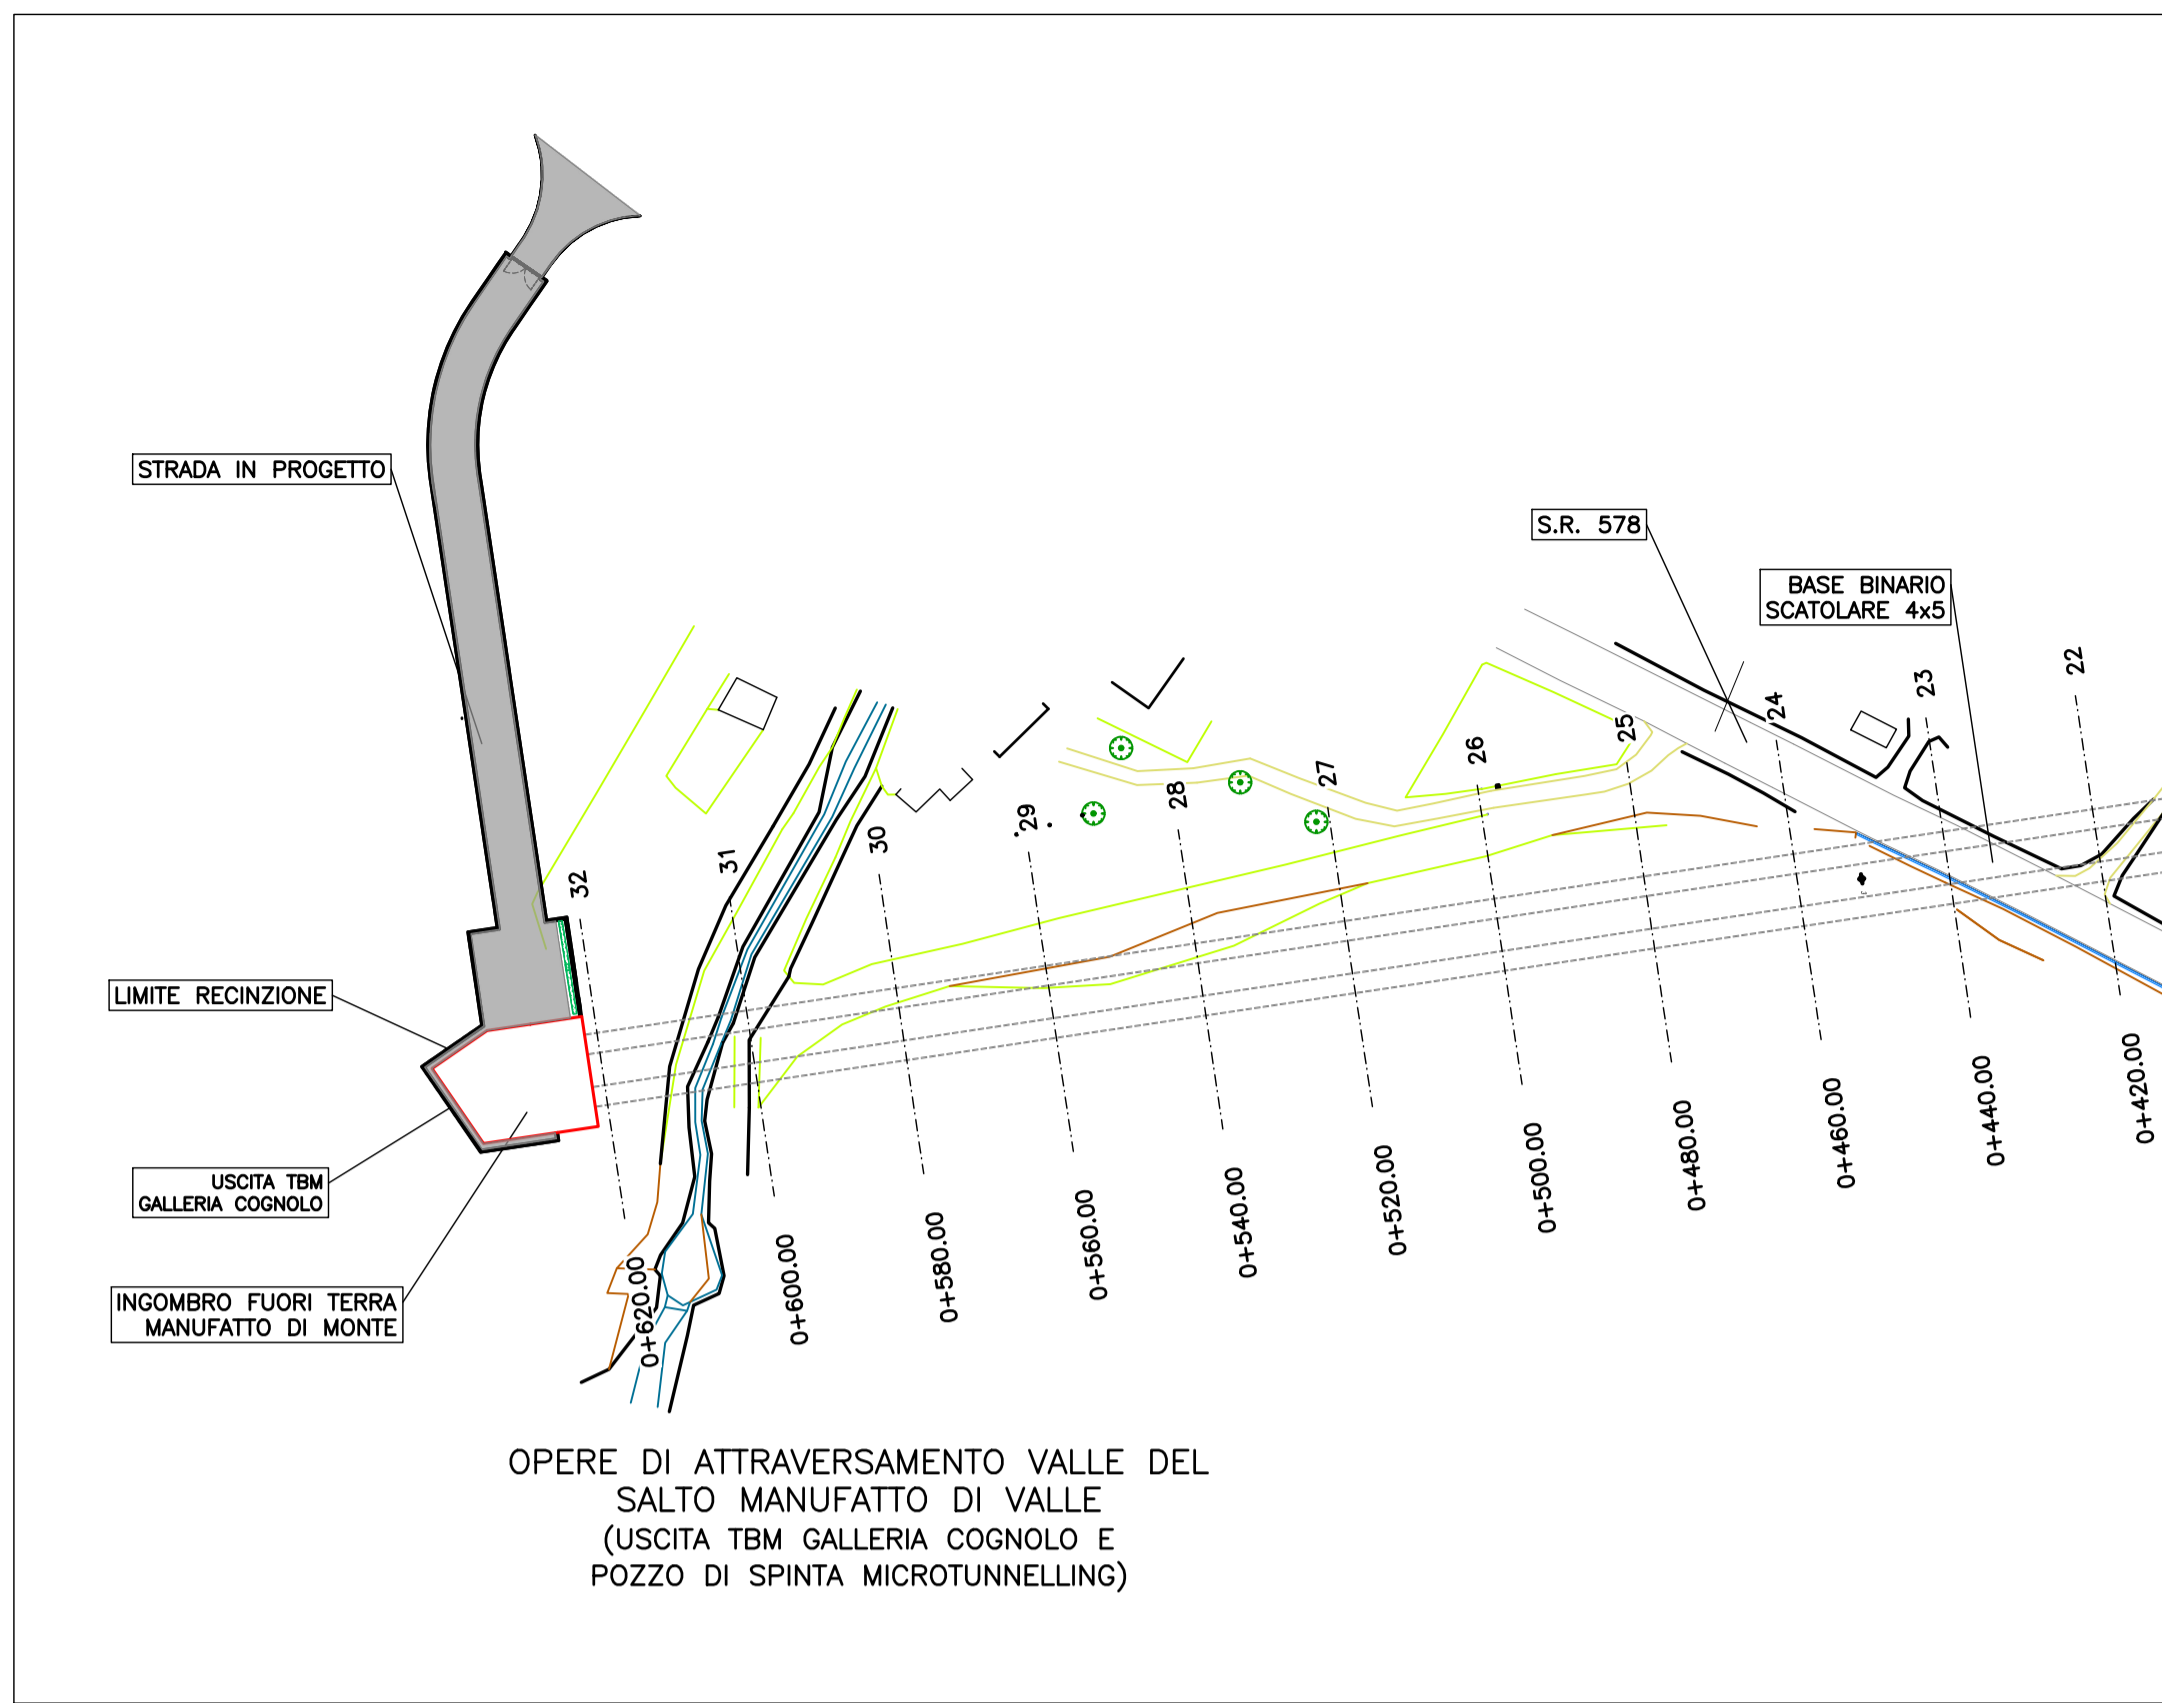 STRADA IN PROGETTO
S.R. 578
BASE BINARIO
SCATOLARE 4x5
22
23
24
25
26
27
28
29
30
31
32
LIMITE RECINZIONE
USCITA TBM
GALLERIA COGNOLO
INGOMBRO FUORI TERRA
MANUFATTO DI MONTE
0+420.00
0+440.00
0+460.00
0+480.00
0+500.00
0+520.00
0+540.00
0+560.00
0+580.00
0+600.00
0+620.00
OPERE DI ATTRAVERSAMENTO VALLE DEL
SALTO MANUFATTO DI VALLE
(USCITA TBM GALLERIA COGNOLO E
POZZO DI SPINTA MICROTUNNELLING)